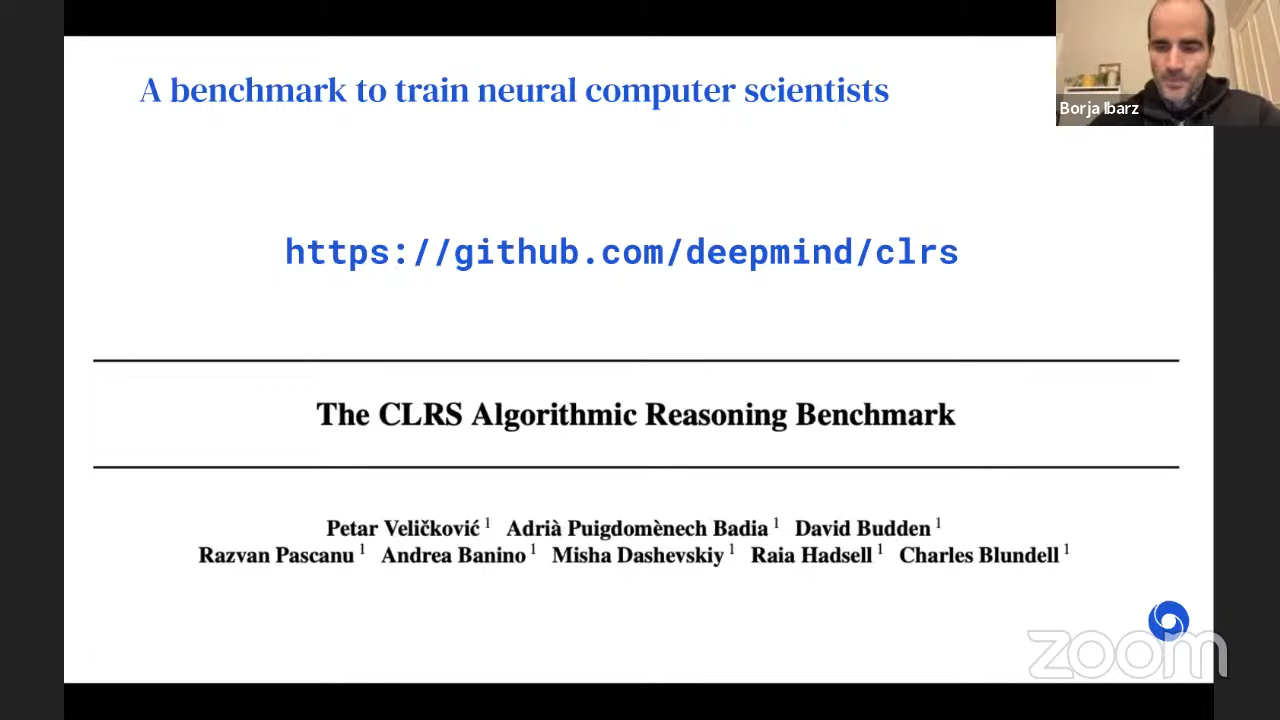 A benchmark to train neural computer scientists
Borja Ibarz
https://github.com/deepmind/clrs
The CLRS Algorithmic Reasoning Benchmark
Petar Veličković 1 Adrià Puigdomènech Badia 1 David Budden 1
Razvan Pascanu 1 Andrea Banino 1 Misha Dashevskiy 1 Raia Hadsell 1 Charles Blundell 1
zoom